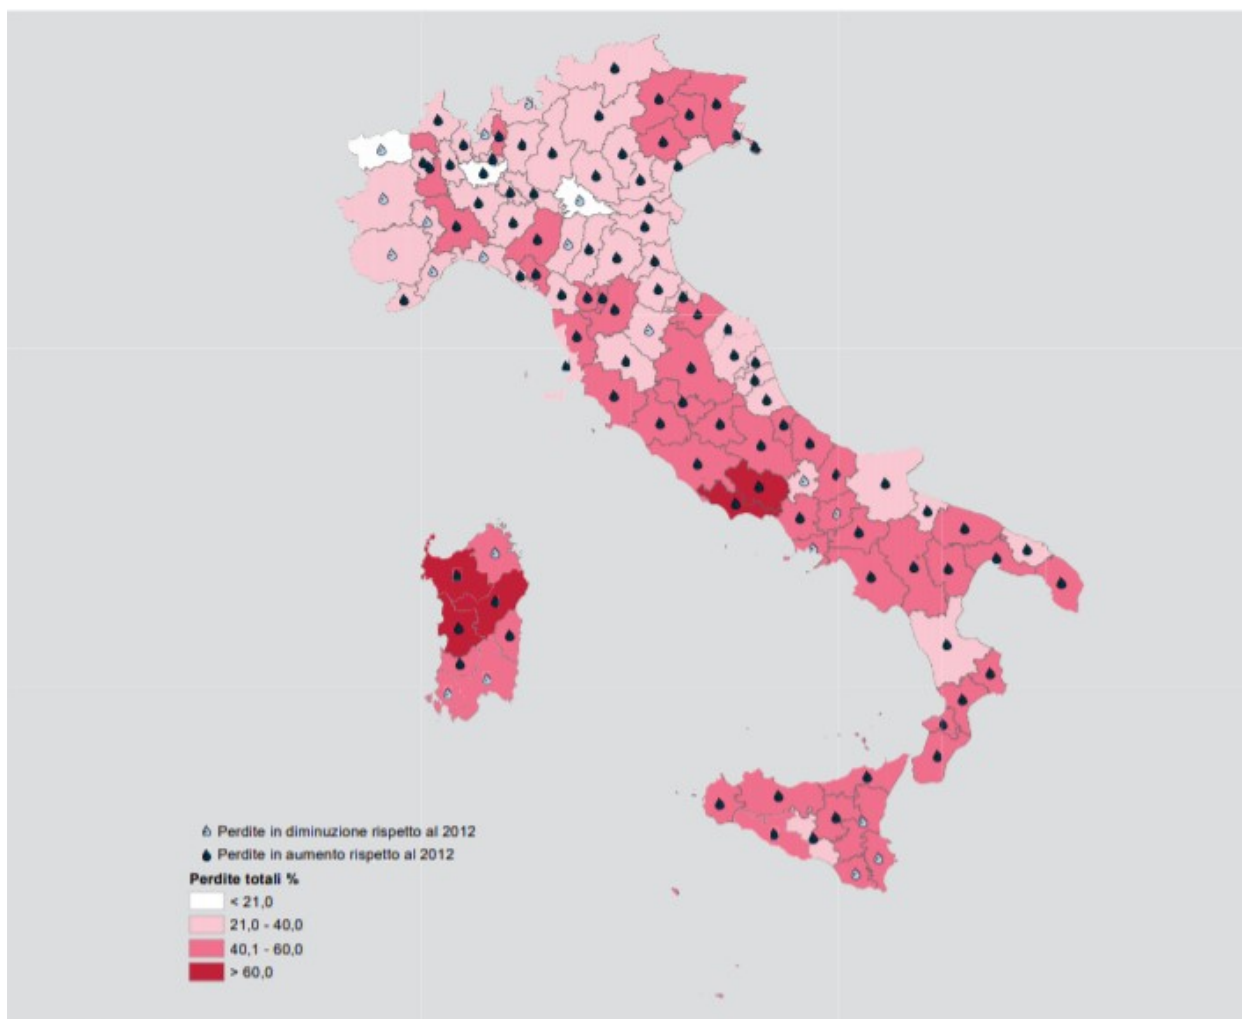 Perdite in diminuzione rispetto al 2012
Perdite in aumento rispetto al 2012
Perdite totali %
< 21,0
21,0 - 40,0
40,1 - 60,0
> 60,0